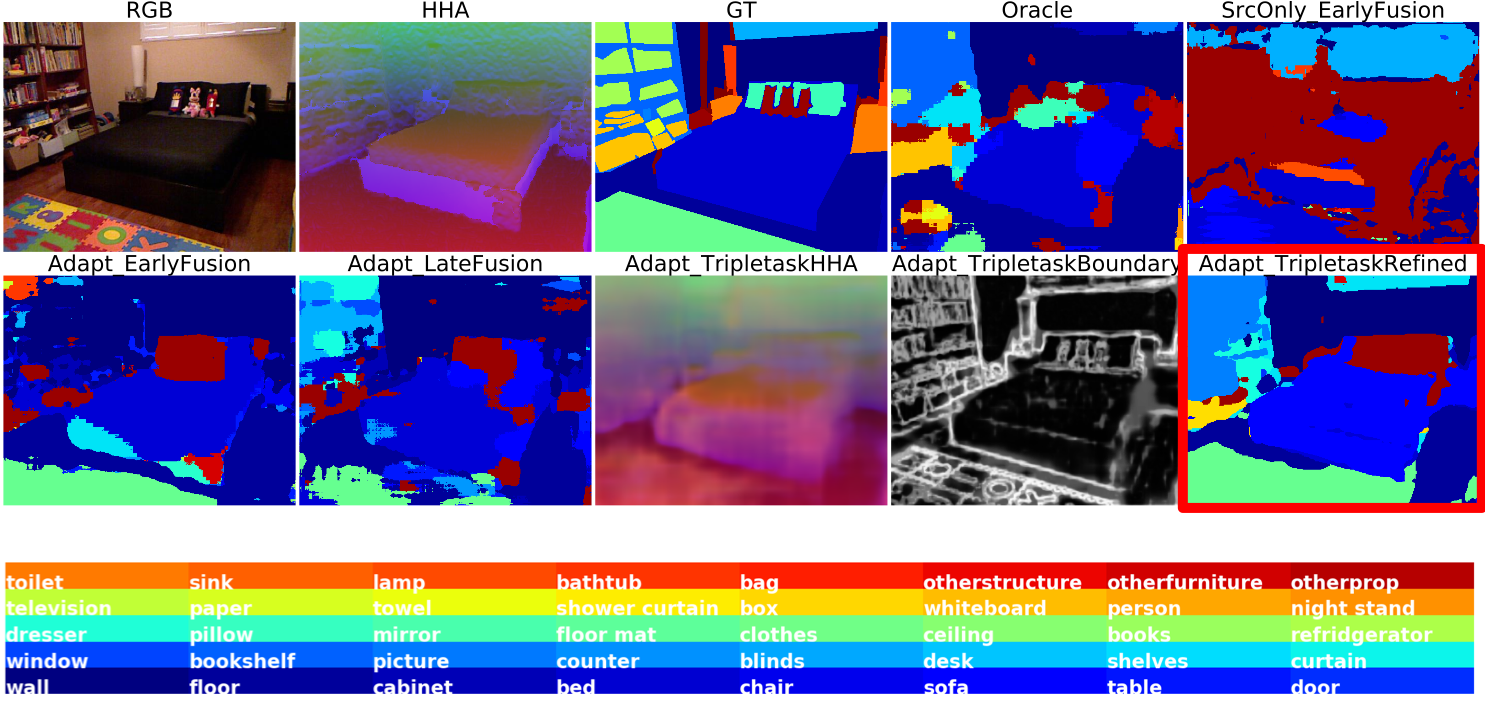 RGB HHA GT Oracle SrcOnly_EarlyFusion
Adapt_EarlyFusion Adapt_LateFusion Adapt_TripletaskHHA Adapt_TripletaskBoundary Adapt_TripletaskRefined
toilet sink lamp bathtub bag otherstructure otherfurniture otherprop
television paper towel shower curtain box whiteboard person night stand
dresser pillow mirror floor mat clothes ceiling books refridgerator
window bookshelf picture counter blinds desk shelves curtain
wall floor cabinet bed chair sofa table door